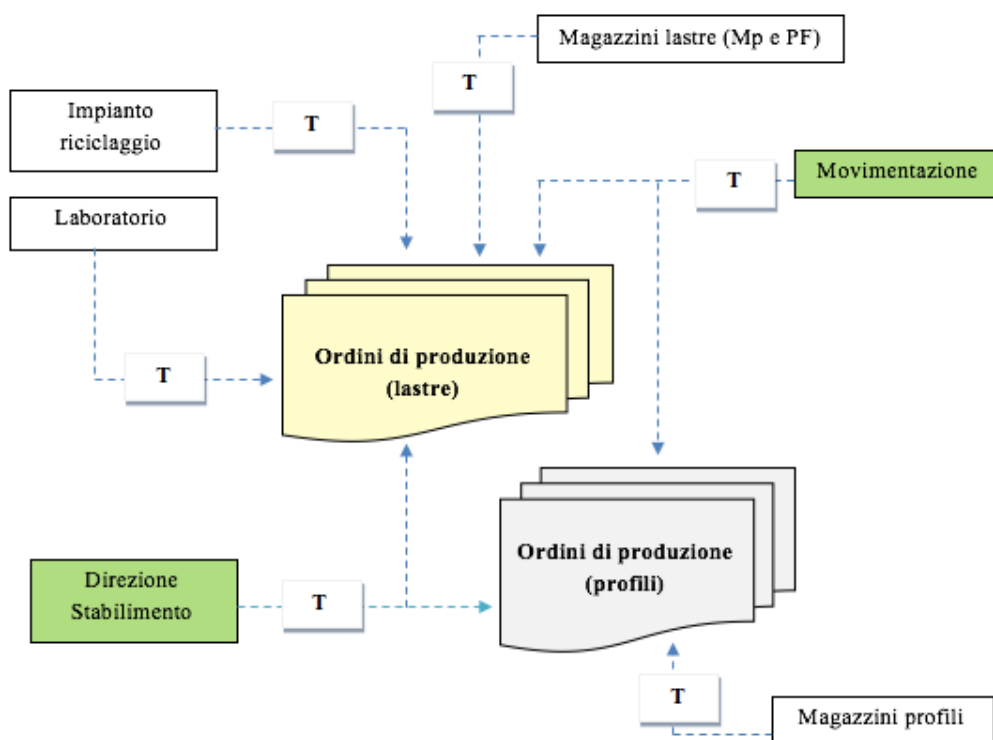 Magazzini lastre (Mp e PF)
T
Impianto
riciclaggio
T
T
Movimentazione
Laboratorio
T
Ordini di produzione
(lastre)
Ordini di produzione
(profili)
Direzione
Stabilimento
T
T
Magazzini profili